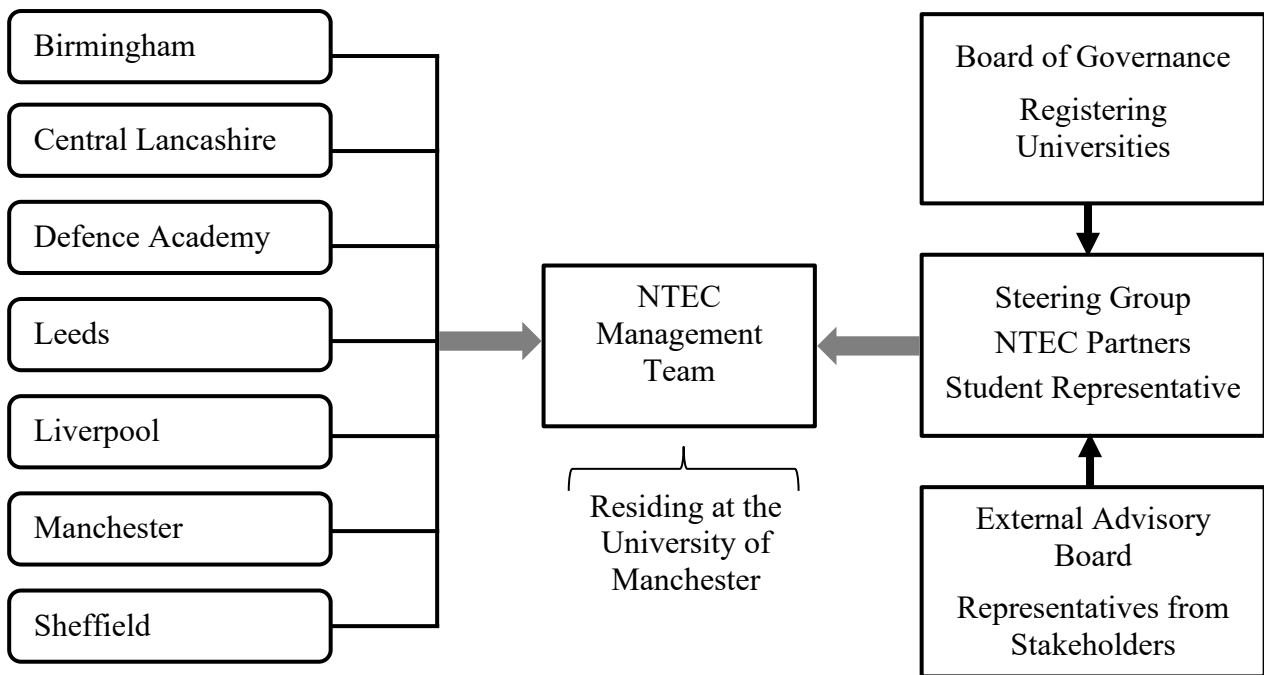 Birmingham
Central Lancashire
Defence Academy
Leeds
Liverpool
Manchester
Sheffield
NTEC
Management
Team
Residing at the
University of
Manchester
Board of Governance
Registering
Universities
Steering Group
NTEC Partners
Student Representative
External Advisory
Board
Representatives from
Stakeholders